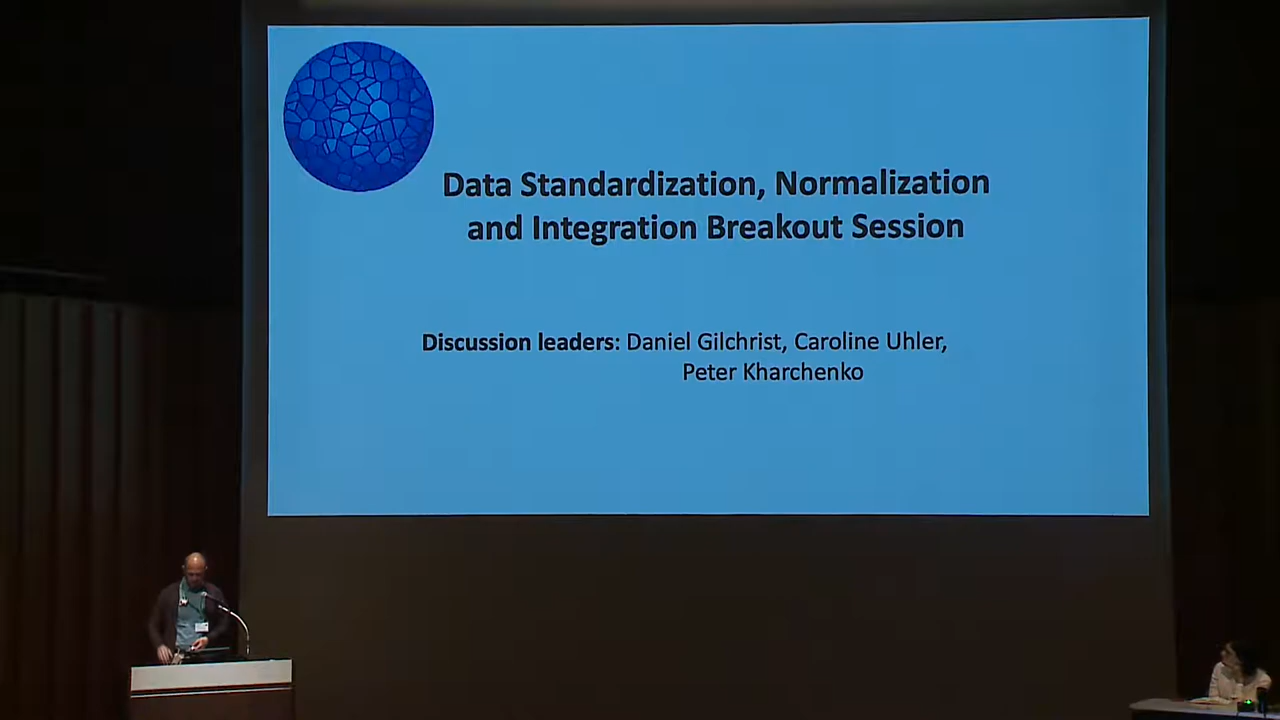 Data Standardization, Normalization
and Integration Breakout Session
Discussion leaders: Daniel Gilchrist, Caroline Uhler,
Peter Kharchenko